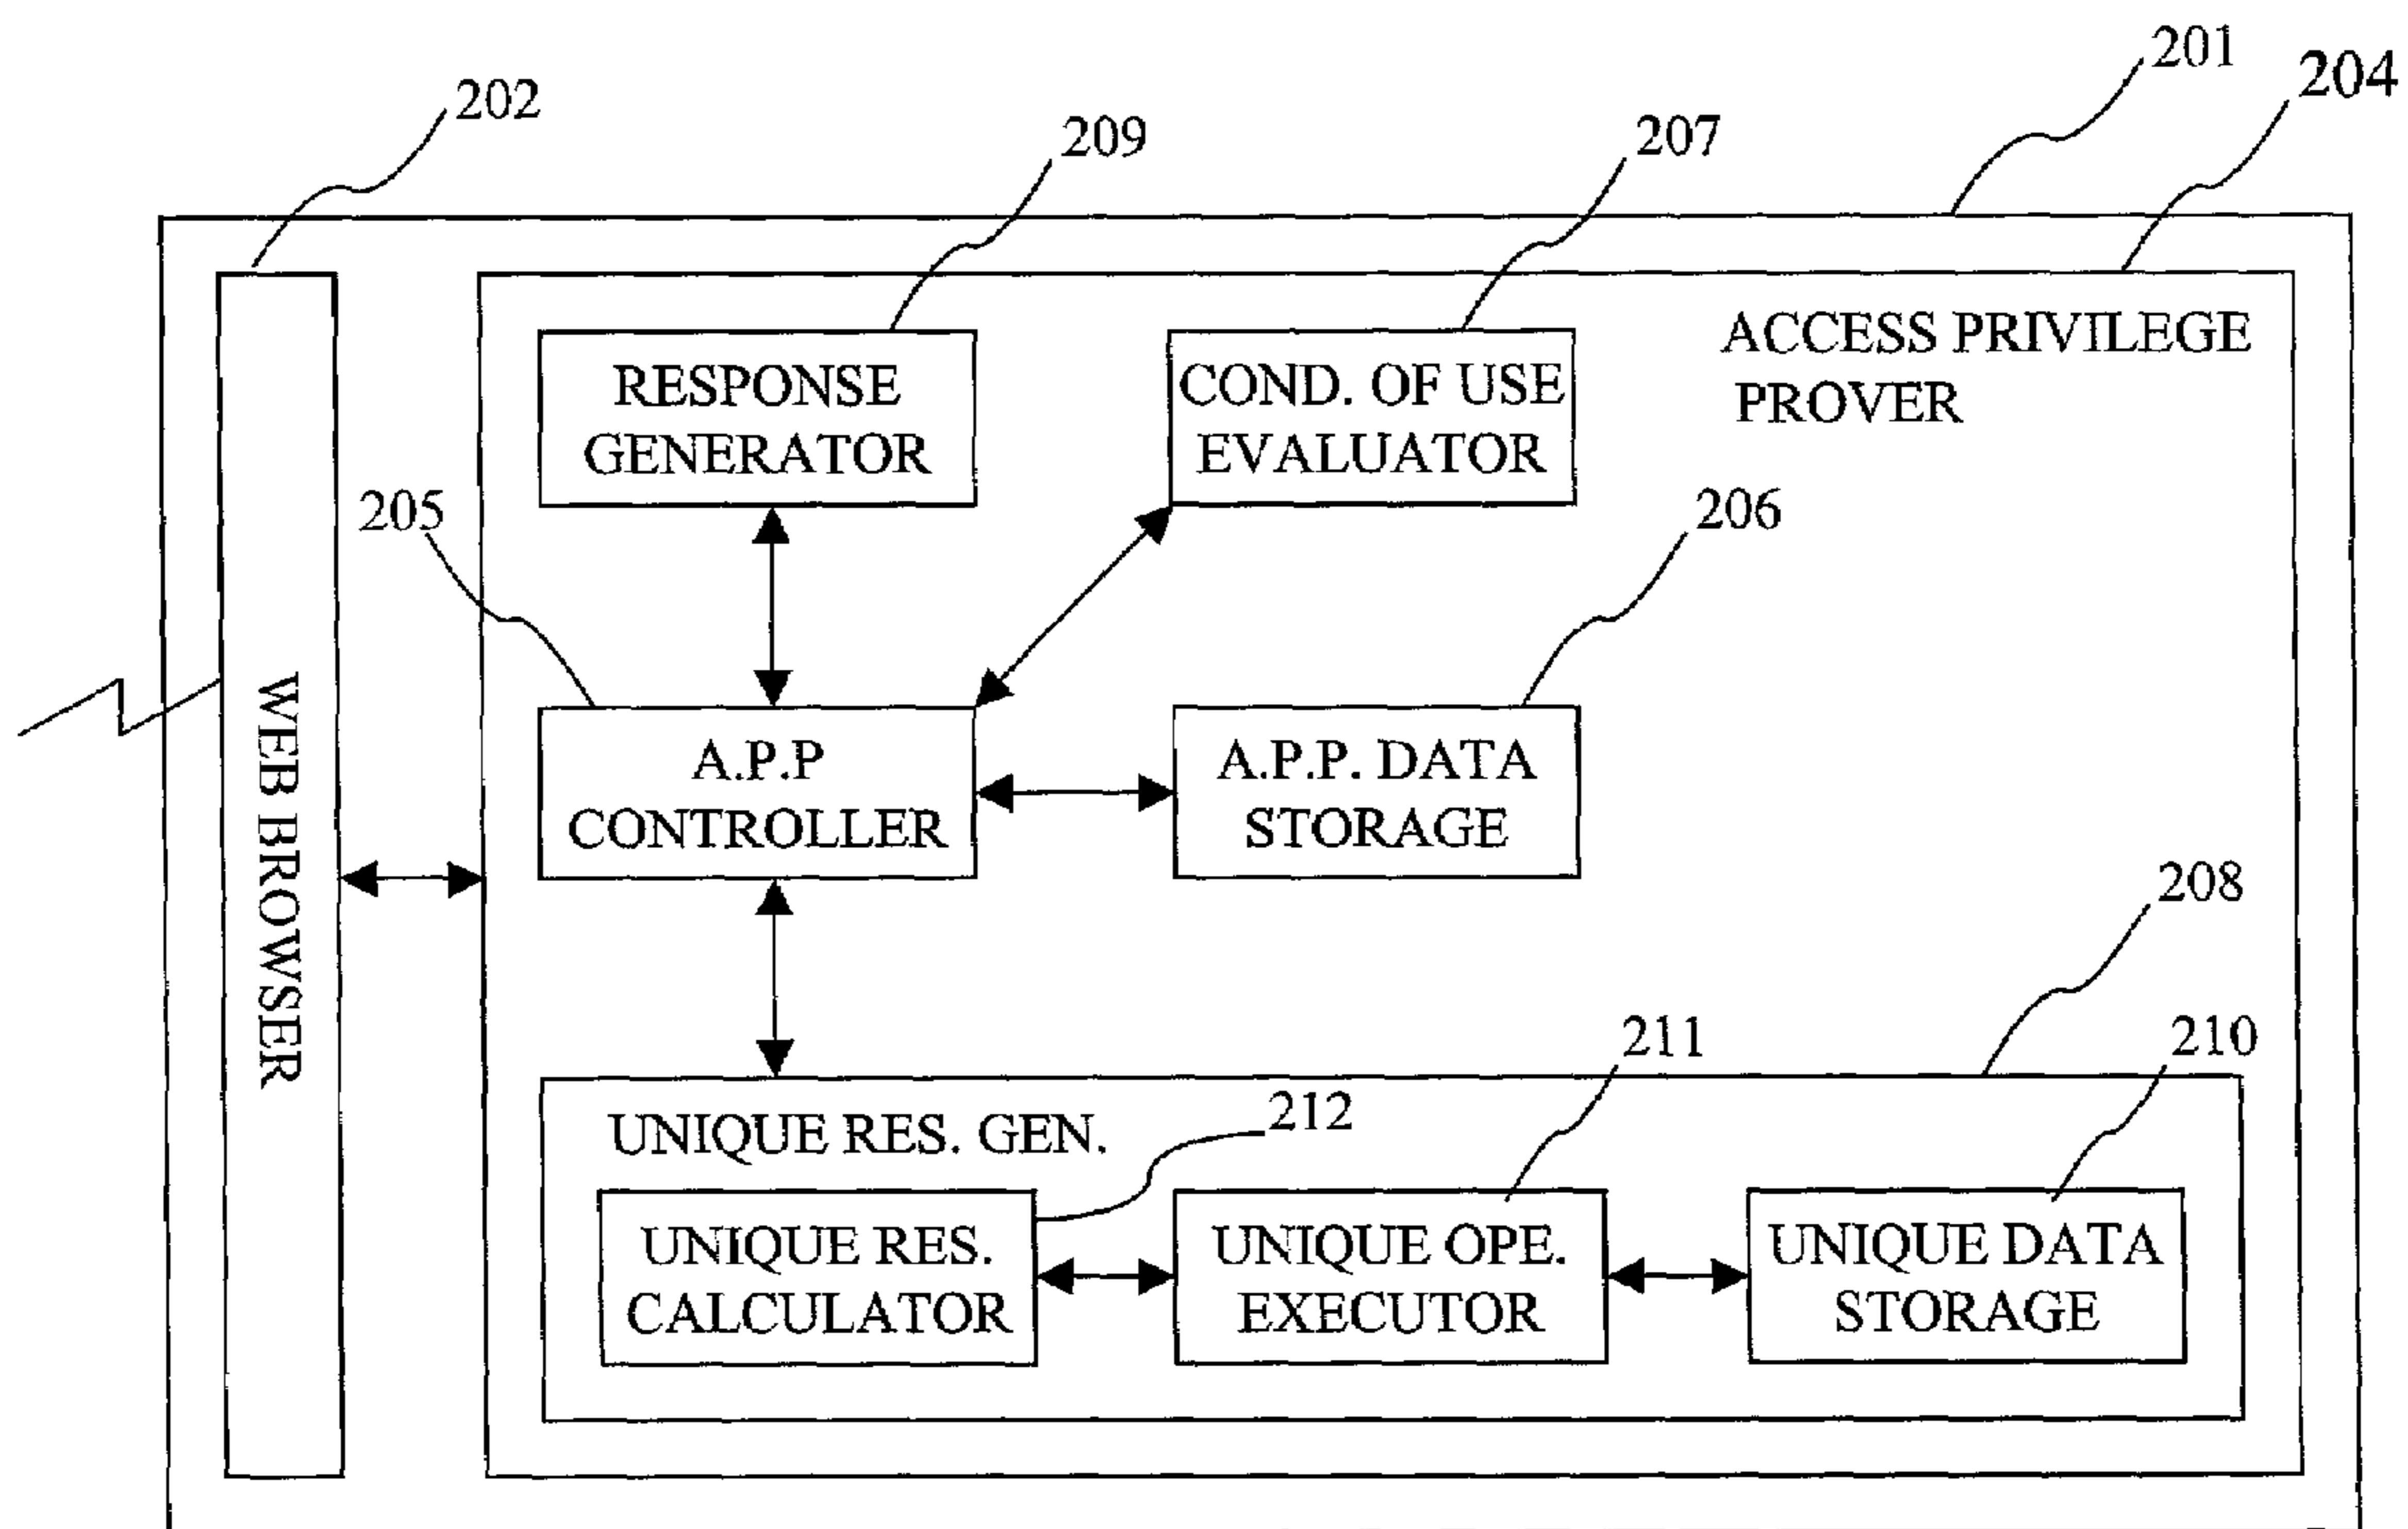 201
204
202
209
207
ACCESS PRIVILEGE
PROVER
RESPONSE
GENERATOR
COND. OF USE
EVALUATOR
205
206
A.P.P
CONTROLLER
A.P.P. DATA
STORAGE
WEB BROWSER
208
211
210
212
UNIQUE RES. GEN.
UNIQUE RES.
CALCULATOR
UNIQUE OPE.
EXECUTOR
UNIQUE DATA
STORAGE